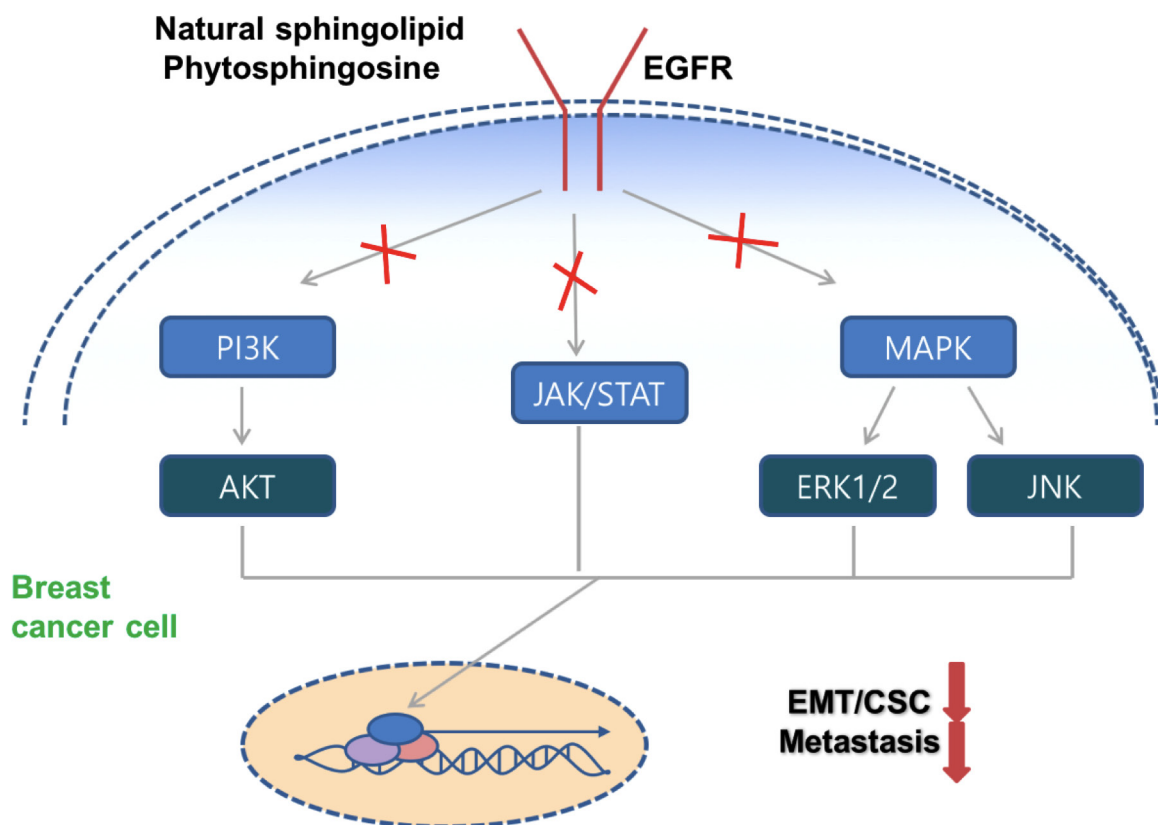 Natural sphingolipid
Phytosphingosine
EGFR
PI3K
JAK/STAT
MAPK
AKT
ERK1/2
JNK
Breast
cancer cell
EMT/CSC
Metastasis